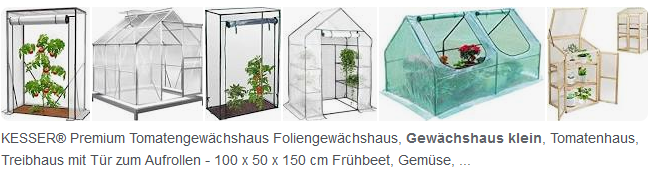 KESSER® Premium Tomatengewächshaus Foliengewächshaus, Gewächshaus klein, Tomatenhaus,
Treibhaus mit Tür zum Aufrollen - 100 x 50 x 150 cm Frühbeet, Gemüse, ...